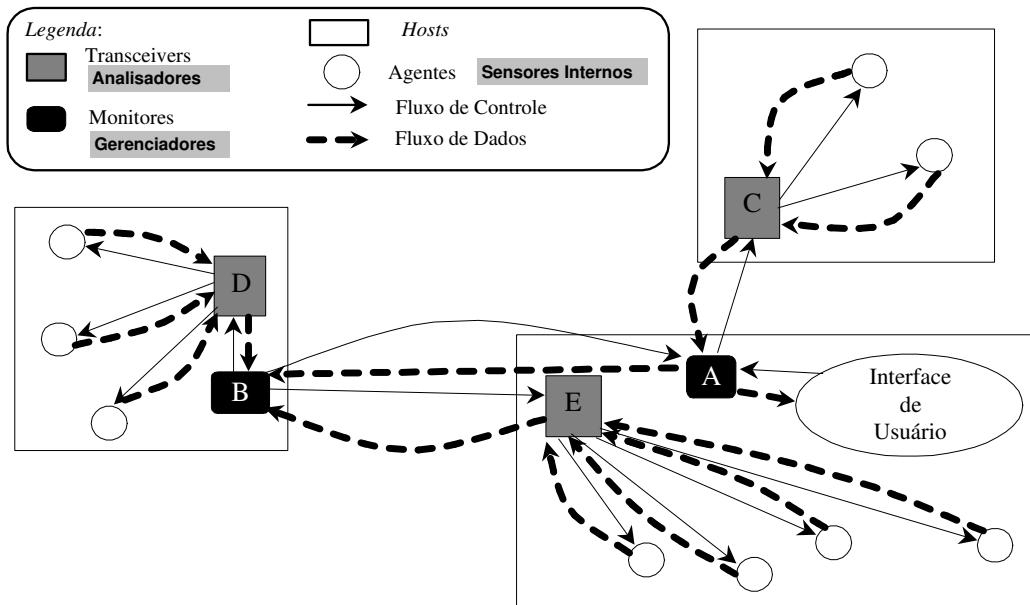 Legenda:
Transceivers
Analisadores
Monitores
Gerenciadores
Hosts
Agentes Sensores Internos
Fluxo de Controle
Fluxo de Dados
C
D
B
A
E
Interface
de
Usuário